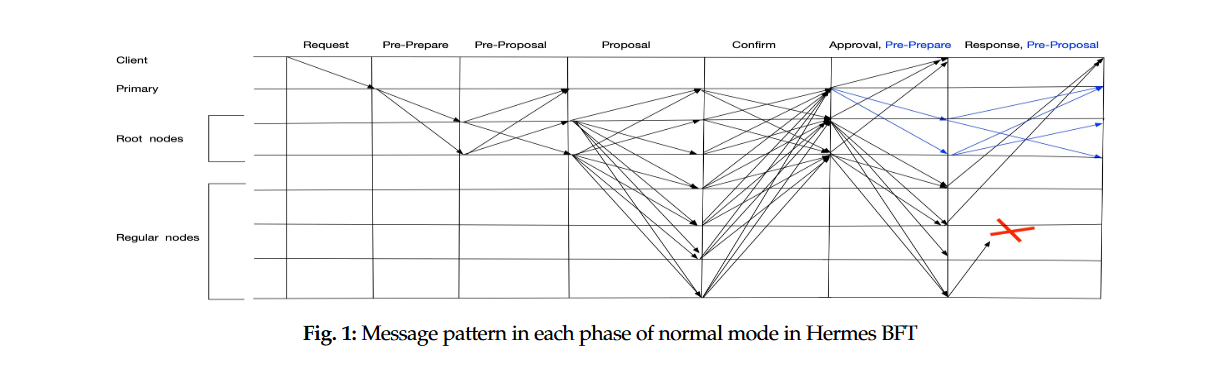 Request Pre-Prepare Pre-Proposal Proposal Confirm Approval, Pre-Prepare Response, Pre-Proposal
Client
Primary
Root nodes
Regular nodes
Fig. 1: Message pattern in each phase of normal mode in Hermes BFT